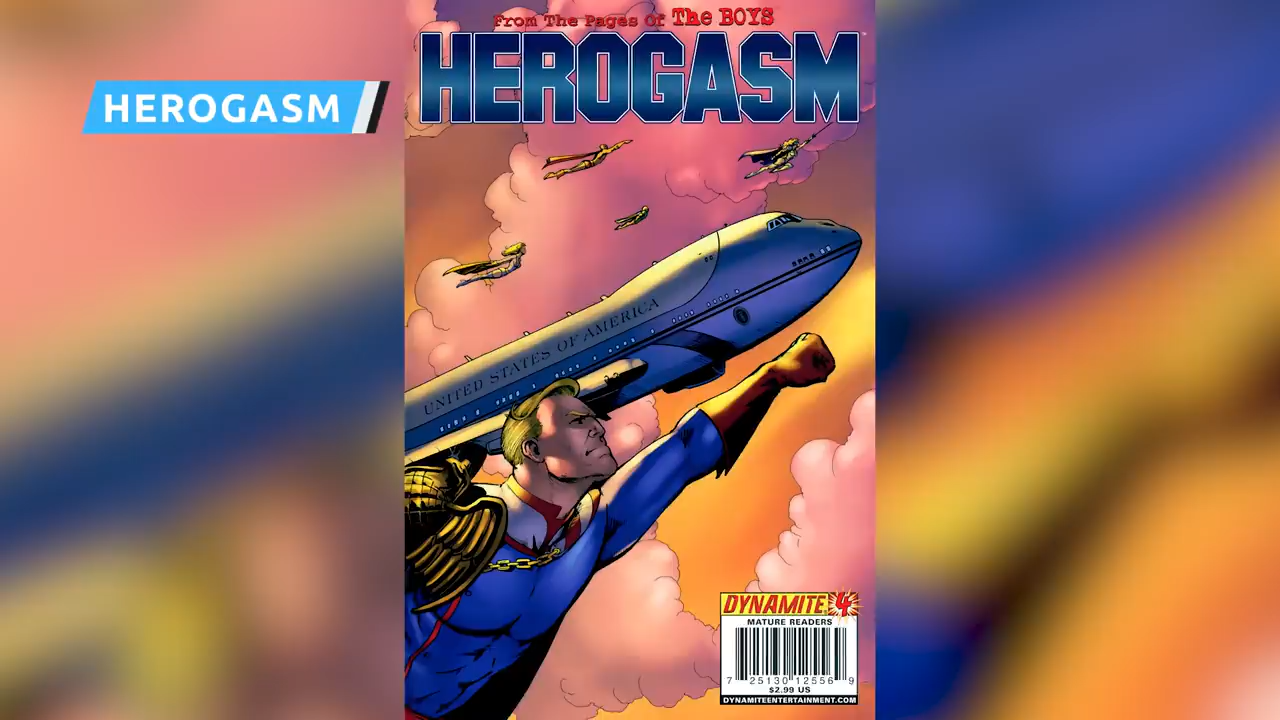 From The Pages Of The BOYS
HEROGASM
HEROGASM
UNITED STATES OF AMERICA
DYNAMITE 4
MATURE READERS
7 25130 12556 9
$2.99 US
DYNAMITEENTERTAINMENT.COM